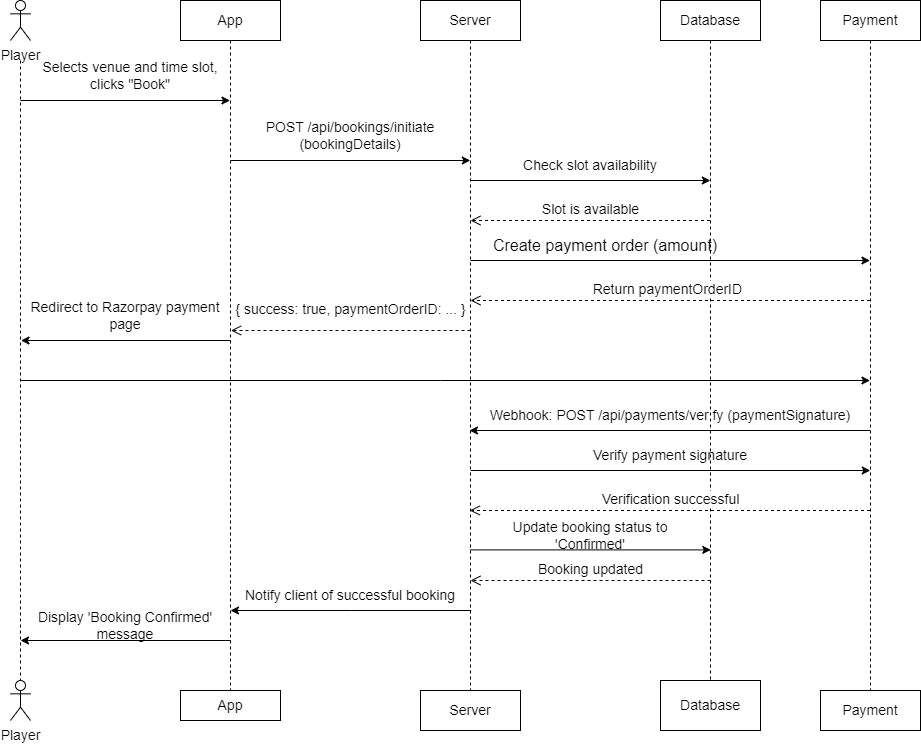 App
Server
Database
Payment
Player
Selects venue and time slot,
clicks "Book"
POST /api/bookings/initiate
(bookingDetails)
Check slot availability
Slot is available
Create payment order (amount)
Return paymentOrderID
{ success: true, paymentOrderID: ... }
Redirect to Razorpay payment
page
Webhook: POST /api/payments/verify (paymentSignature)
Verify payment signature
Verification successful
Update booking status to
'Confirmed'
Booking updated
Notify client of successful booking
Display 'Booking Confirmed'
message
Player
App
Server
Database
Payment